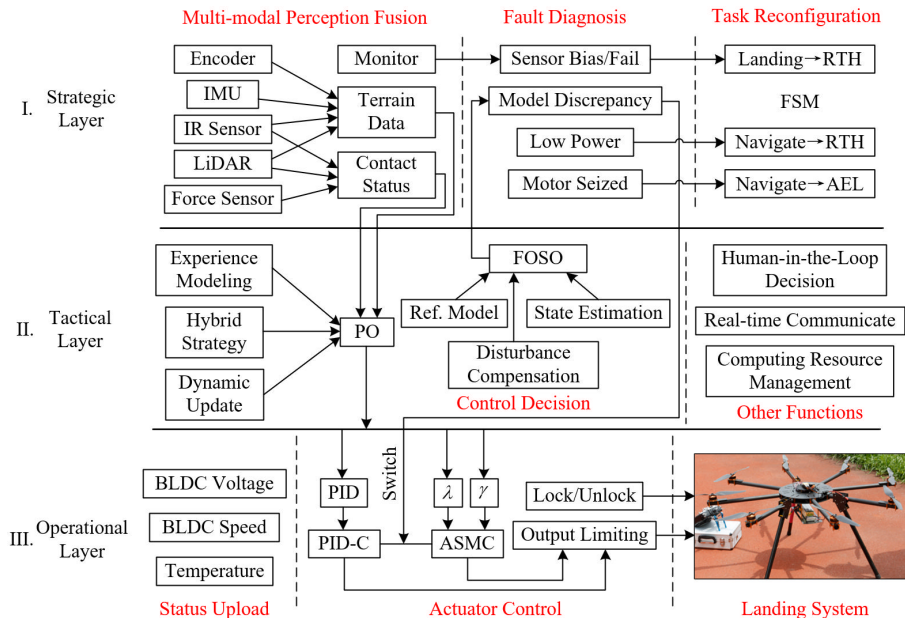 Multi-modal Perception Fusion
Fault Diagnosis
Task Reconfiguration
I. Strategic
Layer
Encoder
IMU
IR Sensor
LiDAR
Force Sensor
Monitor
Terrain
Data
Contact
Status
Sensor Bias/Fail
Model Discrepancy
Low Power
Motor Seized
Landing→RTH
FSM
Navigate→RTH
Navigate→AEL
II. Tactical
Layer
Experience
Modeling
Hybrid
Strategy
Dynamic
Update
PO
FOSO
Ref. Model
State Estimation
Disturbance
Compensation
Control Decision
Human-in-the-Loop
Decision
Real-time Communicate
Computing Resource
Management
Other Functions
III. Operational
Layer
BLDC Voltage
BLDC Speed
Temperature
Status Upload
PID
Switch
λ
γ
PID-C
ASMC
Lock/Unlock
Output Limiting
Actuator Control
Landing System